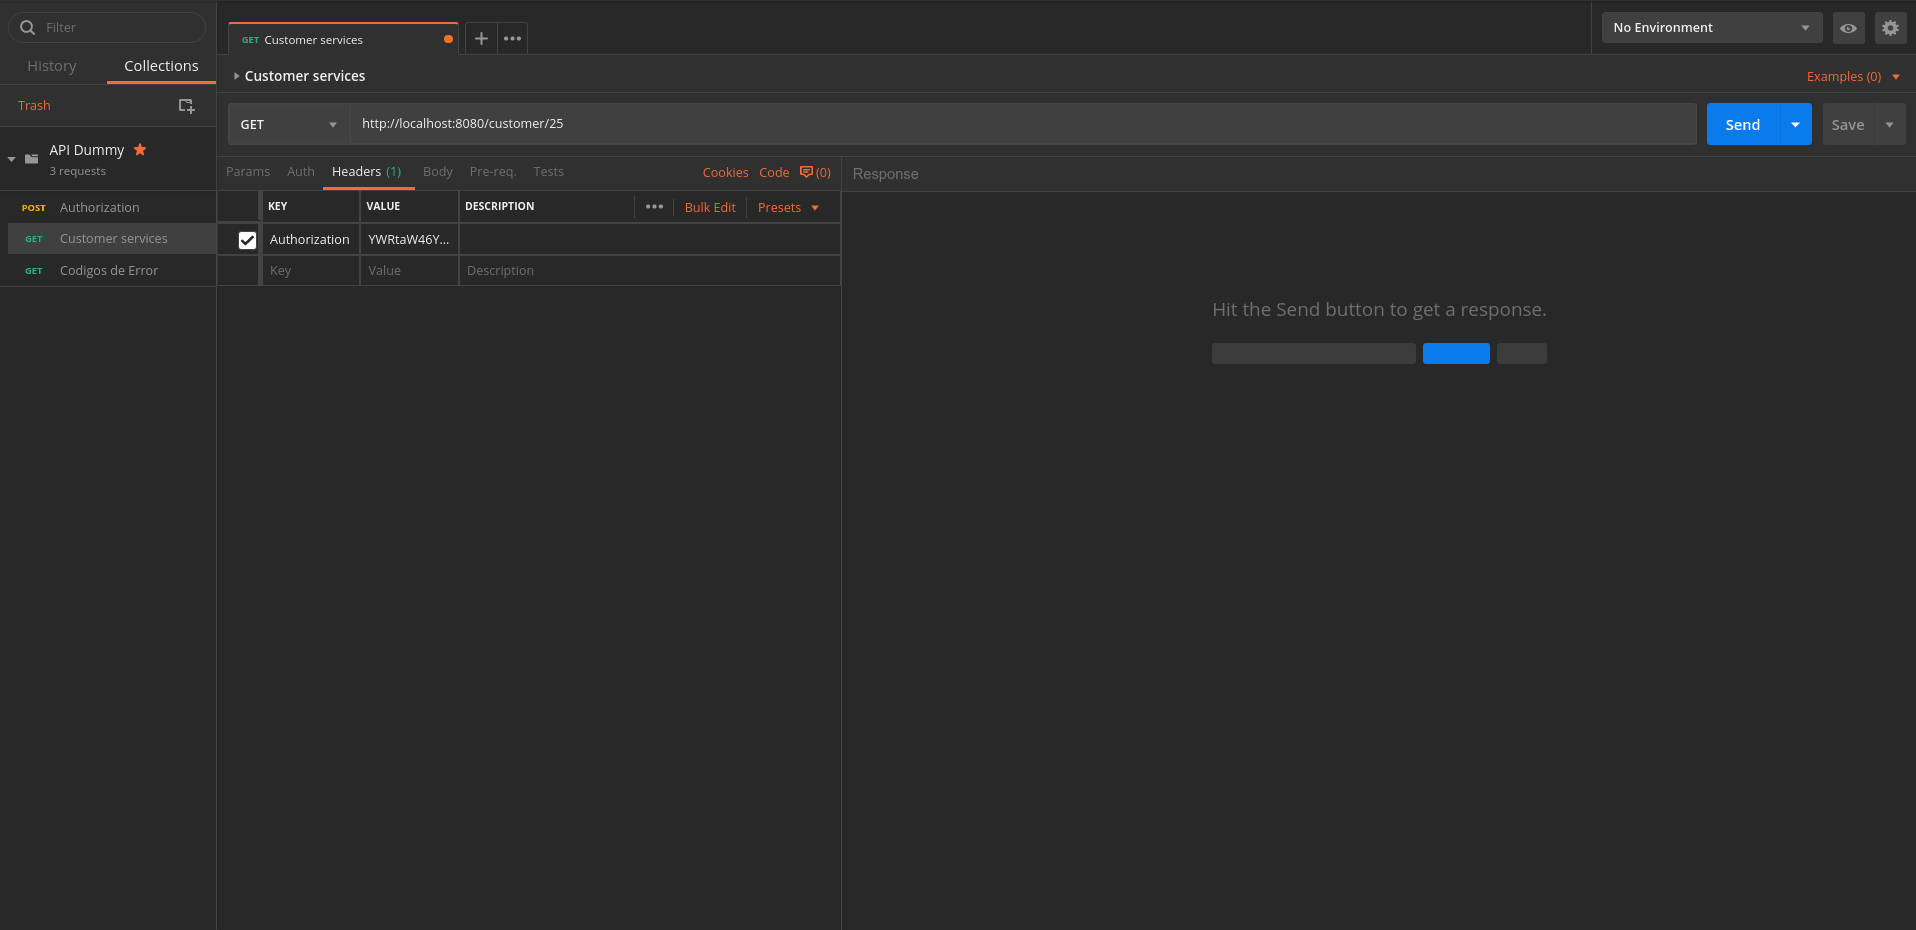 Filter
History Collections
Trash
API Dummy
3 requests
POST Authorization
GET Customer services
GET Codigos de Error
GET Customer services
No Environment
Customer services
Examples (0)
GET http://localhost:8080/customer/25
Send Save
Params Auth Headers (1) Body Pre-req. Tests Cookies Code (0)
KEY VALUE DESCRIPTION Bulk Edit Presets
Authorization YWRtaW46Y...
Key Value Description
Response
Hit the Send button to get a response.